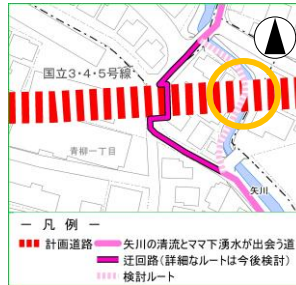 国立3・4・5号線
青柳一丁目
矢川
－ 凡 例 －
計画道路 矢川の清流とママ下湧水が出会う道
迂回路(詳細なルートは今後検討)
検討ルート